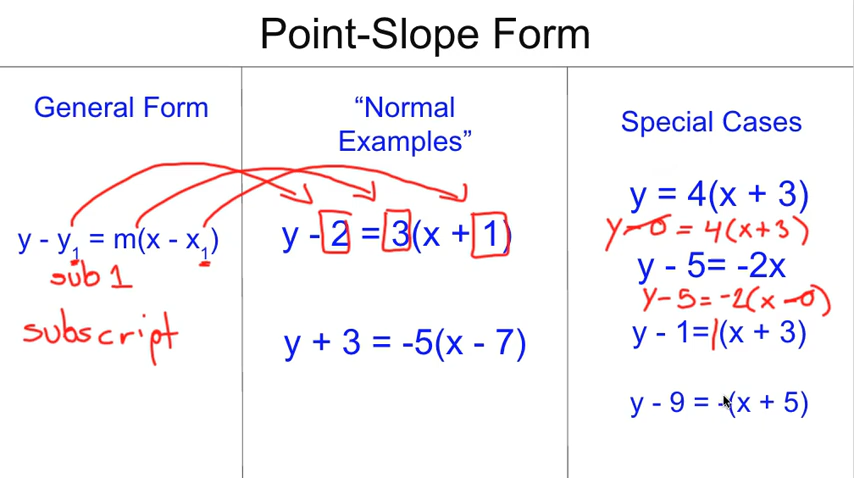 Point-Slope Form
General Form
y - y₁ = m(x - x₁)
sub 1
subscript
"Normal
Examples"
y - 2 = 3(x + 1)
y + 3 = -5(x - 7)
Special Cases
y = 4(x + 3)
y-0 = 4(x+3)
y - 5= -2x
y-5=-2(x-0)
y - 1=1(x + 3)
y - 9 = -(x + 5)